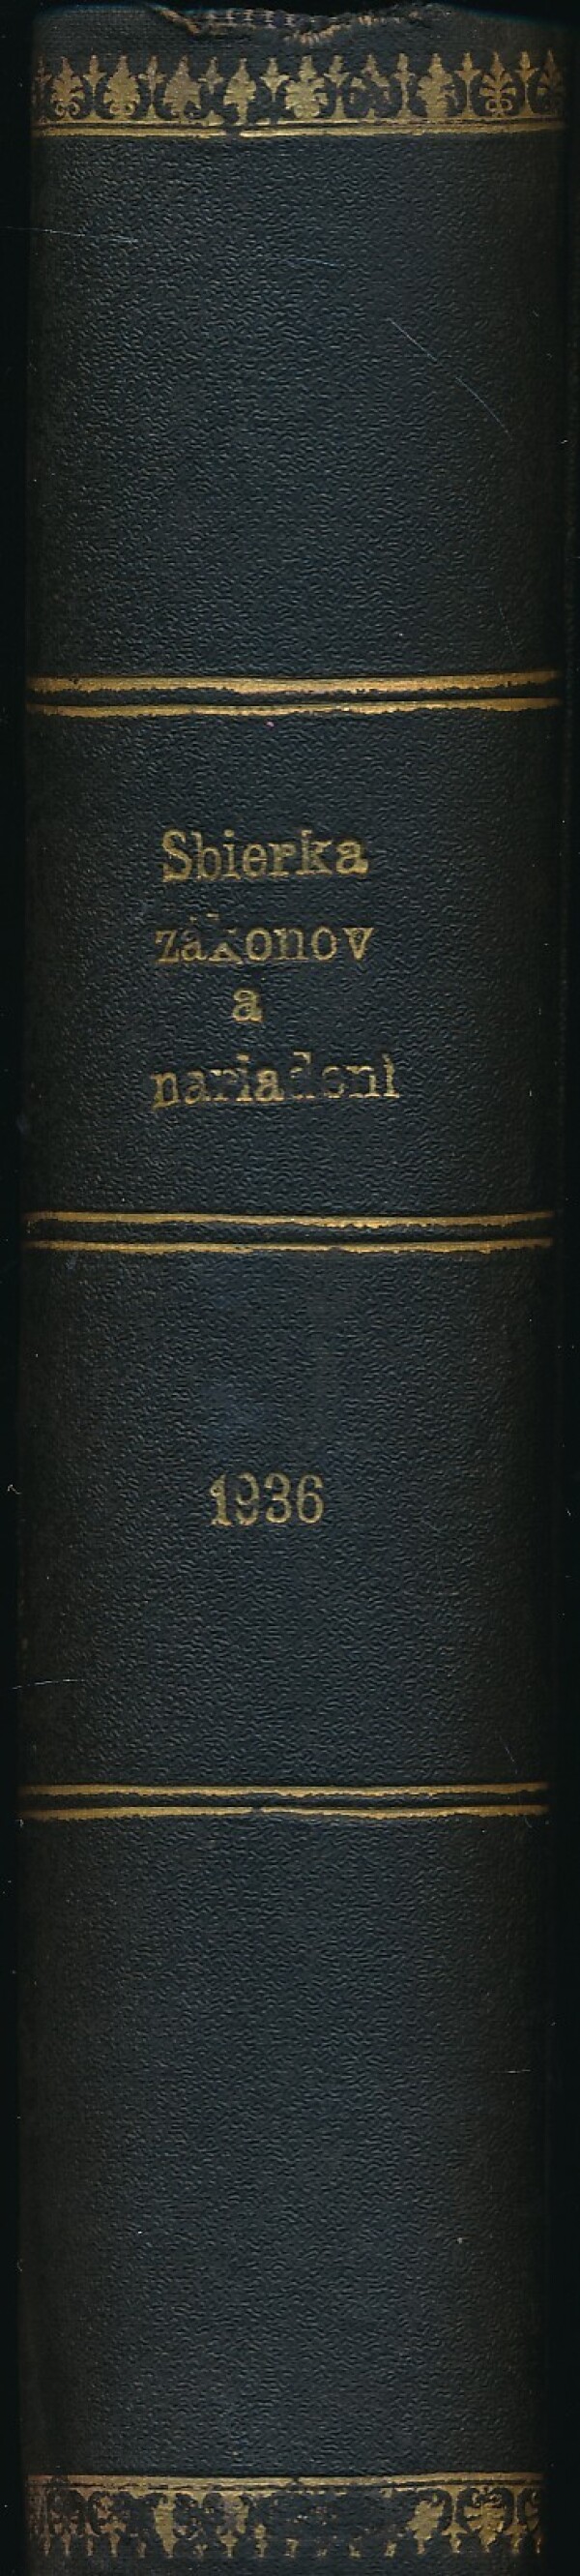 Sbierka
zákonov
a
nariadení
1936